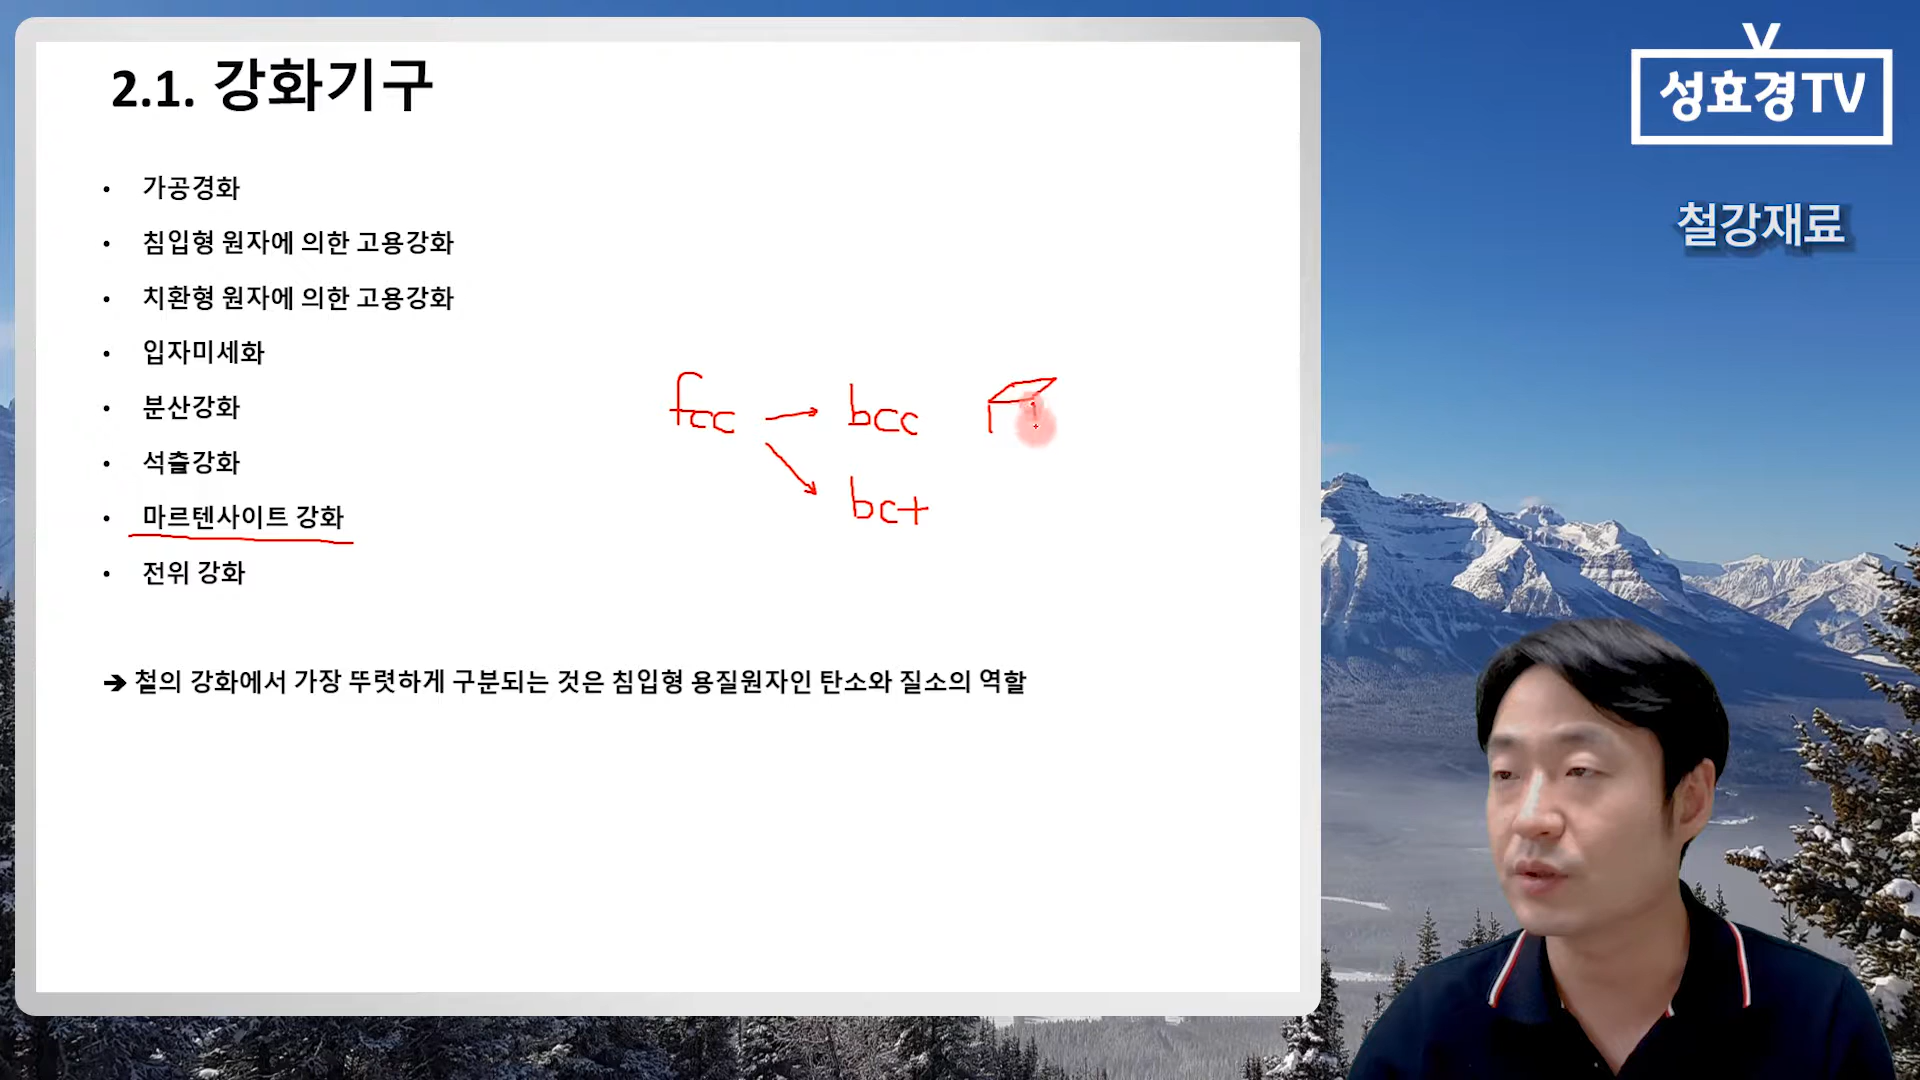 2.1. 강화기구
• 가공경화
• 침입형 원자에 의한 고용강화
• 치환형 원자에 의한 고용강화
• 입자미세화
• 분산강화
• 석출강화
• 마르텐사이트 강화
• 전위 강화
➔ 철의 강화에서 가장 뚜렷하게 구분되는 것은 침입형 용질원자인 탄소와 질소의 역할
fcc → bcc
bct
성효경TV
철강재료